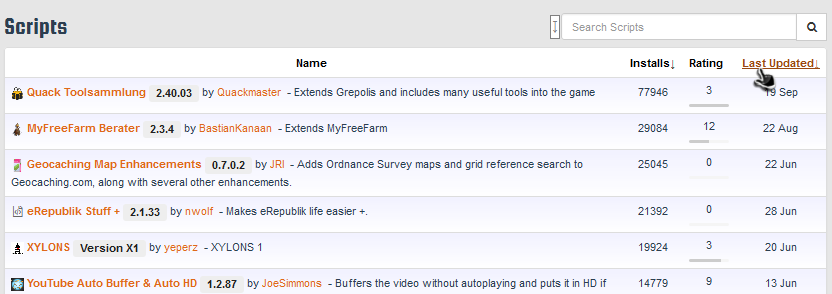 Scripts
Search Scripts
Name Installs↓ Rating Last Updated↓
Quack Toolsammlung 2.40.03 by Quackmaster - Extends Grepolis and includes many useful tools into the game 77946 3 19 Sep
MyFreeFarm Berater 2.3.4 by BastianKanaan - Extends MyFreeFarm 29084 12 22 Aug
Geocaching Map Enhancements 0.7.0.2 by JRI - Adds Ordnance Survey maps and grid reference search to 25045 0 22 Jun
Geocaching.com, along with several other enhancements.
eRepublik Stuff + 2.1.33 by nwolf - Makes eRepublik life easier +. 21392 0 28 Jun
XYLONS Version X1 by yeperz - XYLONS 1 19924 3 20 Jun
YouTube Auto Buffer & Auto HD 1.2.87 by JoeSimmons - Buffers the video without autoplaying and puts it in HD if 14779 9 13 Jun